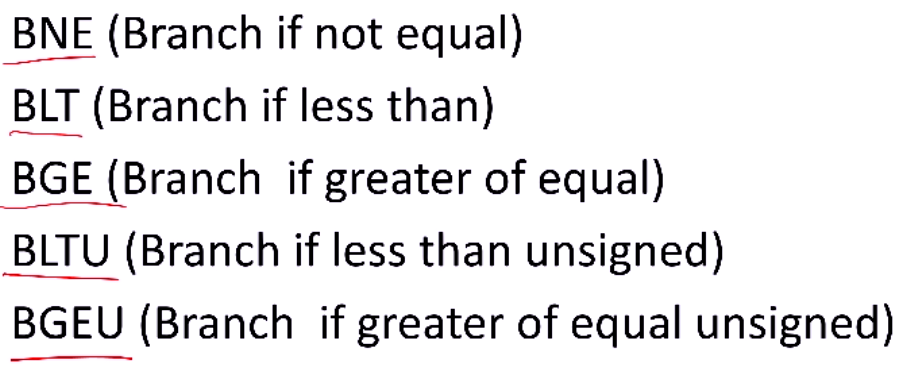 BNE (Branch if not equal)
BLT (Branch if less than)
BGE (Branch  if greater of equal)
BLTU (Branch if less than unsigned)
BGEU (Branch  if greater of equal unsigned)